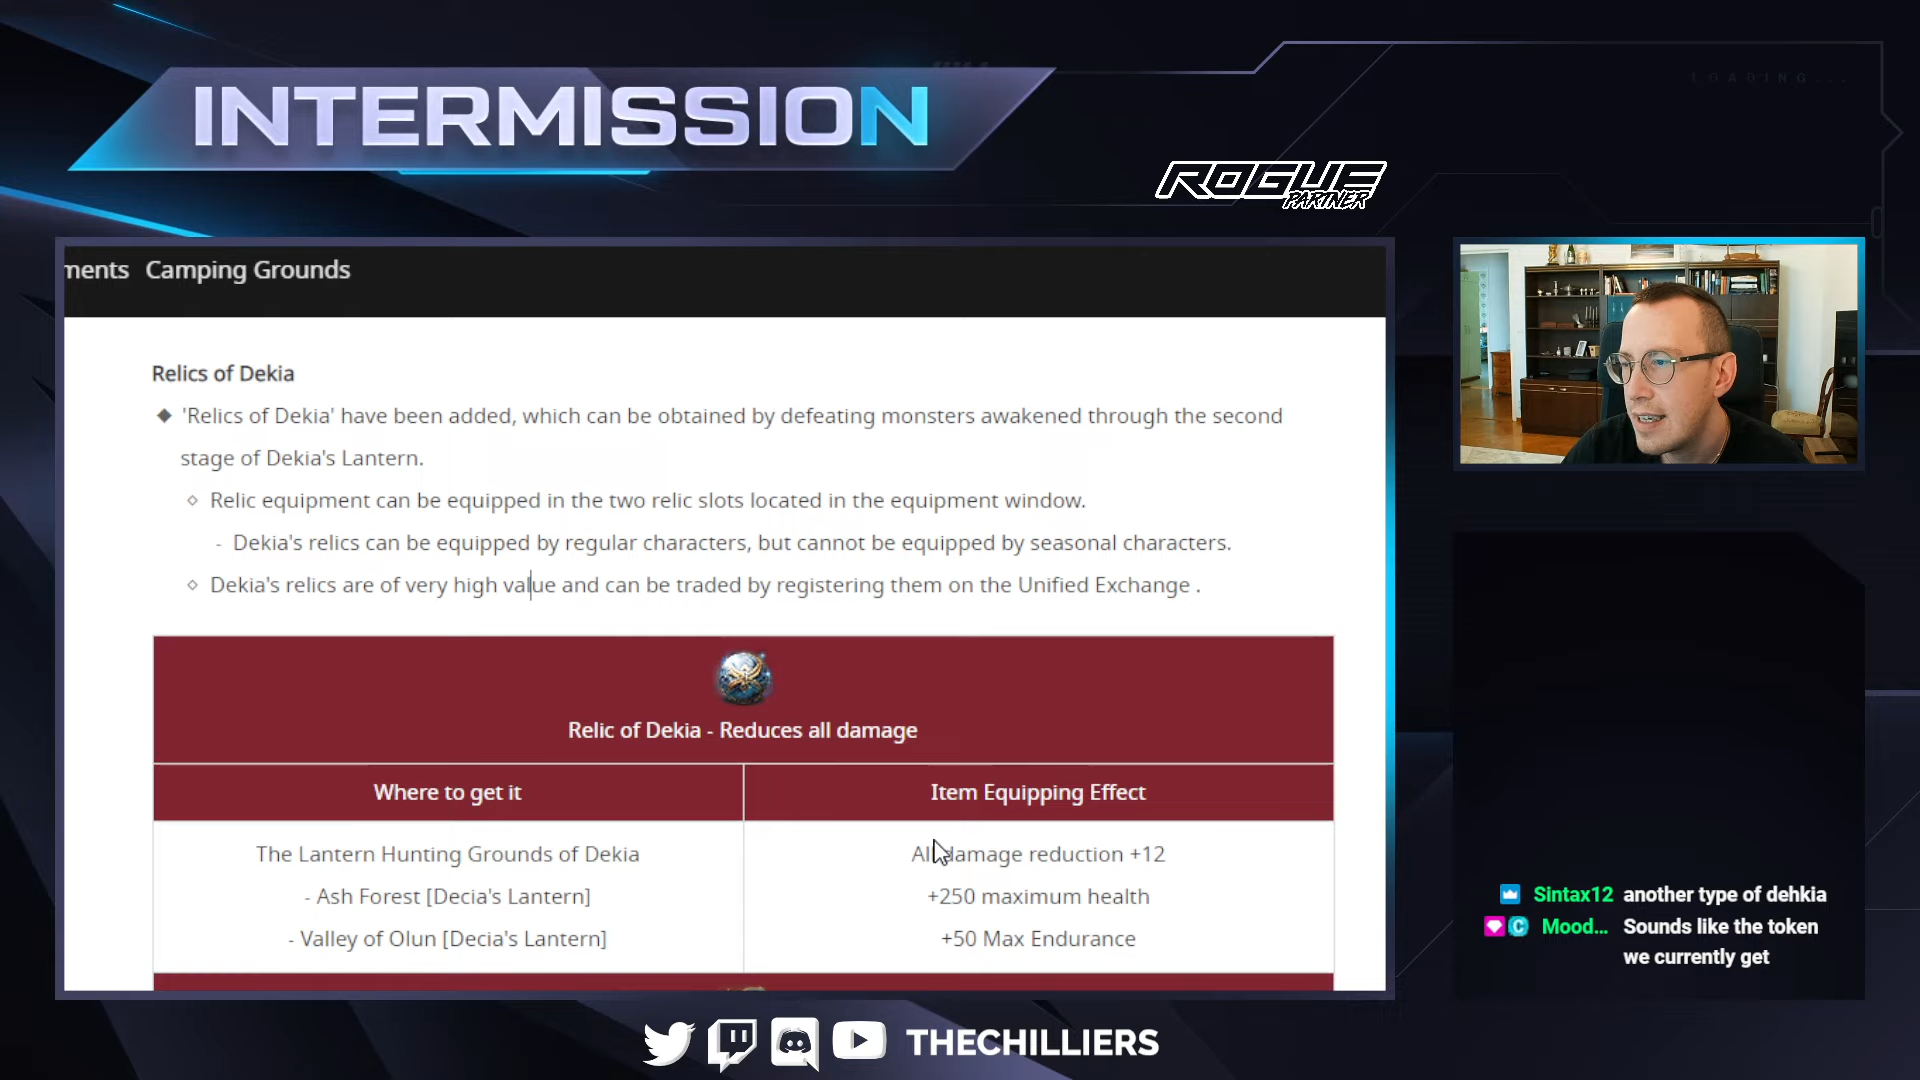 INTERMISSION
LOADING...
ROGUE
PARTNER
ments Camping Grounds
Relics of Dekia
◆ 'Relics of Dekia' have been added, which can be obtained by defeating monsters awakened through the second
stage of Dekia's Lantern.
◇ Relic equipment can be equipped in the two relic slots located in the equipment window.
- Dekia's relics can be equipped by regular characters, but cannot be equipped by seasonal characters.
◇ Dekia's relics are of very high value and can be traded by registering them on the Unified Exchange .
Relic of Dekia - Reduces all damage
Where to get it
Item Equipping Effect
The Lantern Hunting Grounds of Dekia
- Ash Forest [Decia's Lantern]
- Valley of Olun [Decia's Lantern]
All damage reduction +12
+250 maximum health
+50 Max Endurance
Sintax12 another type of dehkia
Mood... Sounds like the token
we currently get
THECHILLIERS